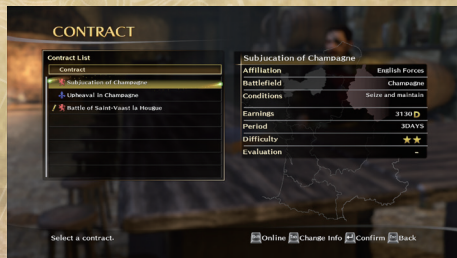 CONTRACT
Contract List
Contract
Subjucation of Champagne
Upheaval in Champagne
Battle of Saint-Vaast la Hougue
Subjucation of Champagne
Affiliation English Forces
Battlefield Champagne
Conditions Seize and maintain
Earnings 3130 D
Period 3DAYS
Difficulty ★★
Evaluation –
Select a contract.
Online Change Info Confirm Back